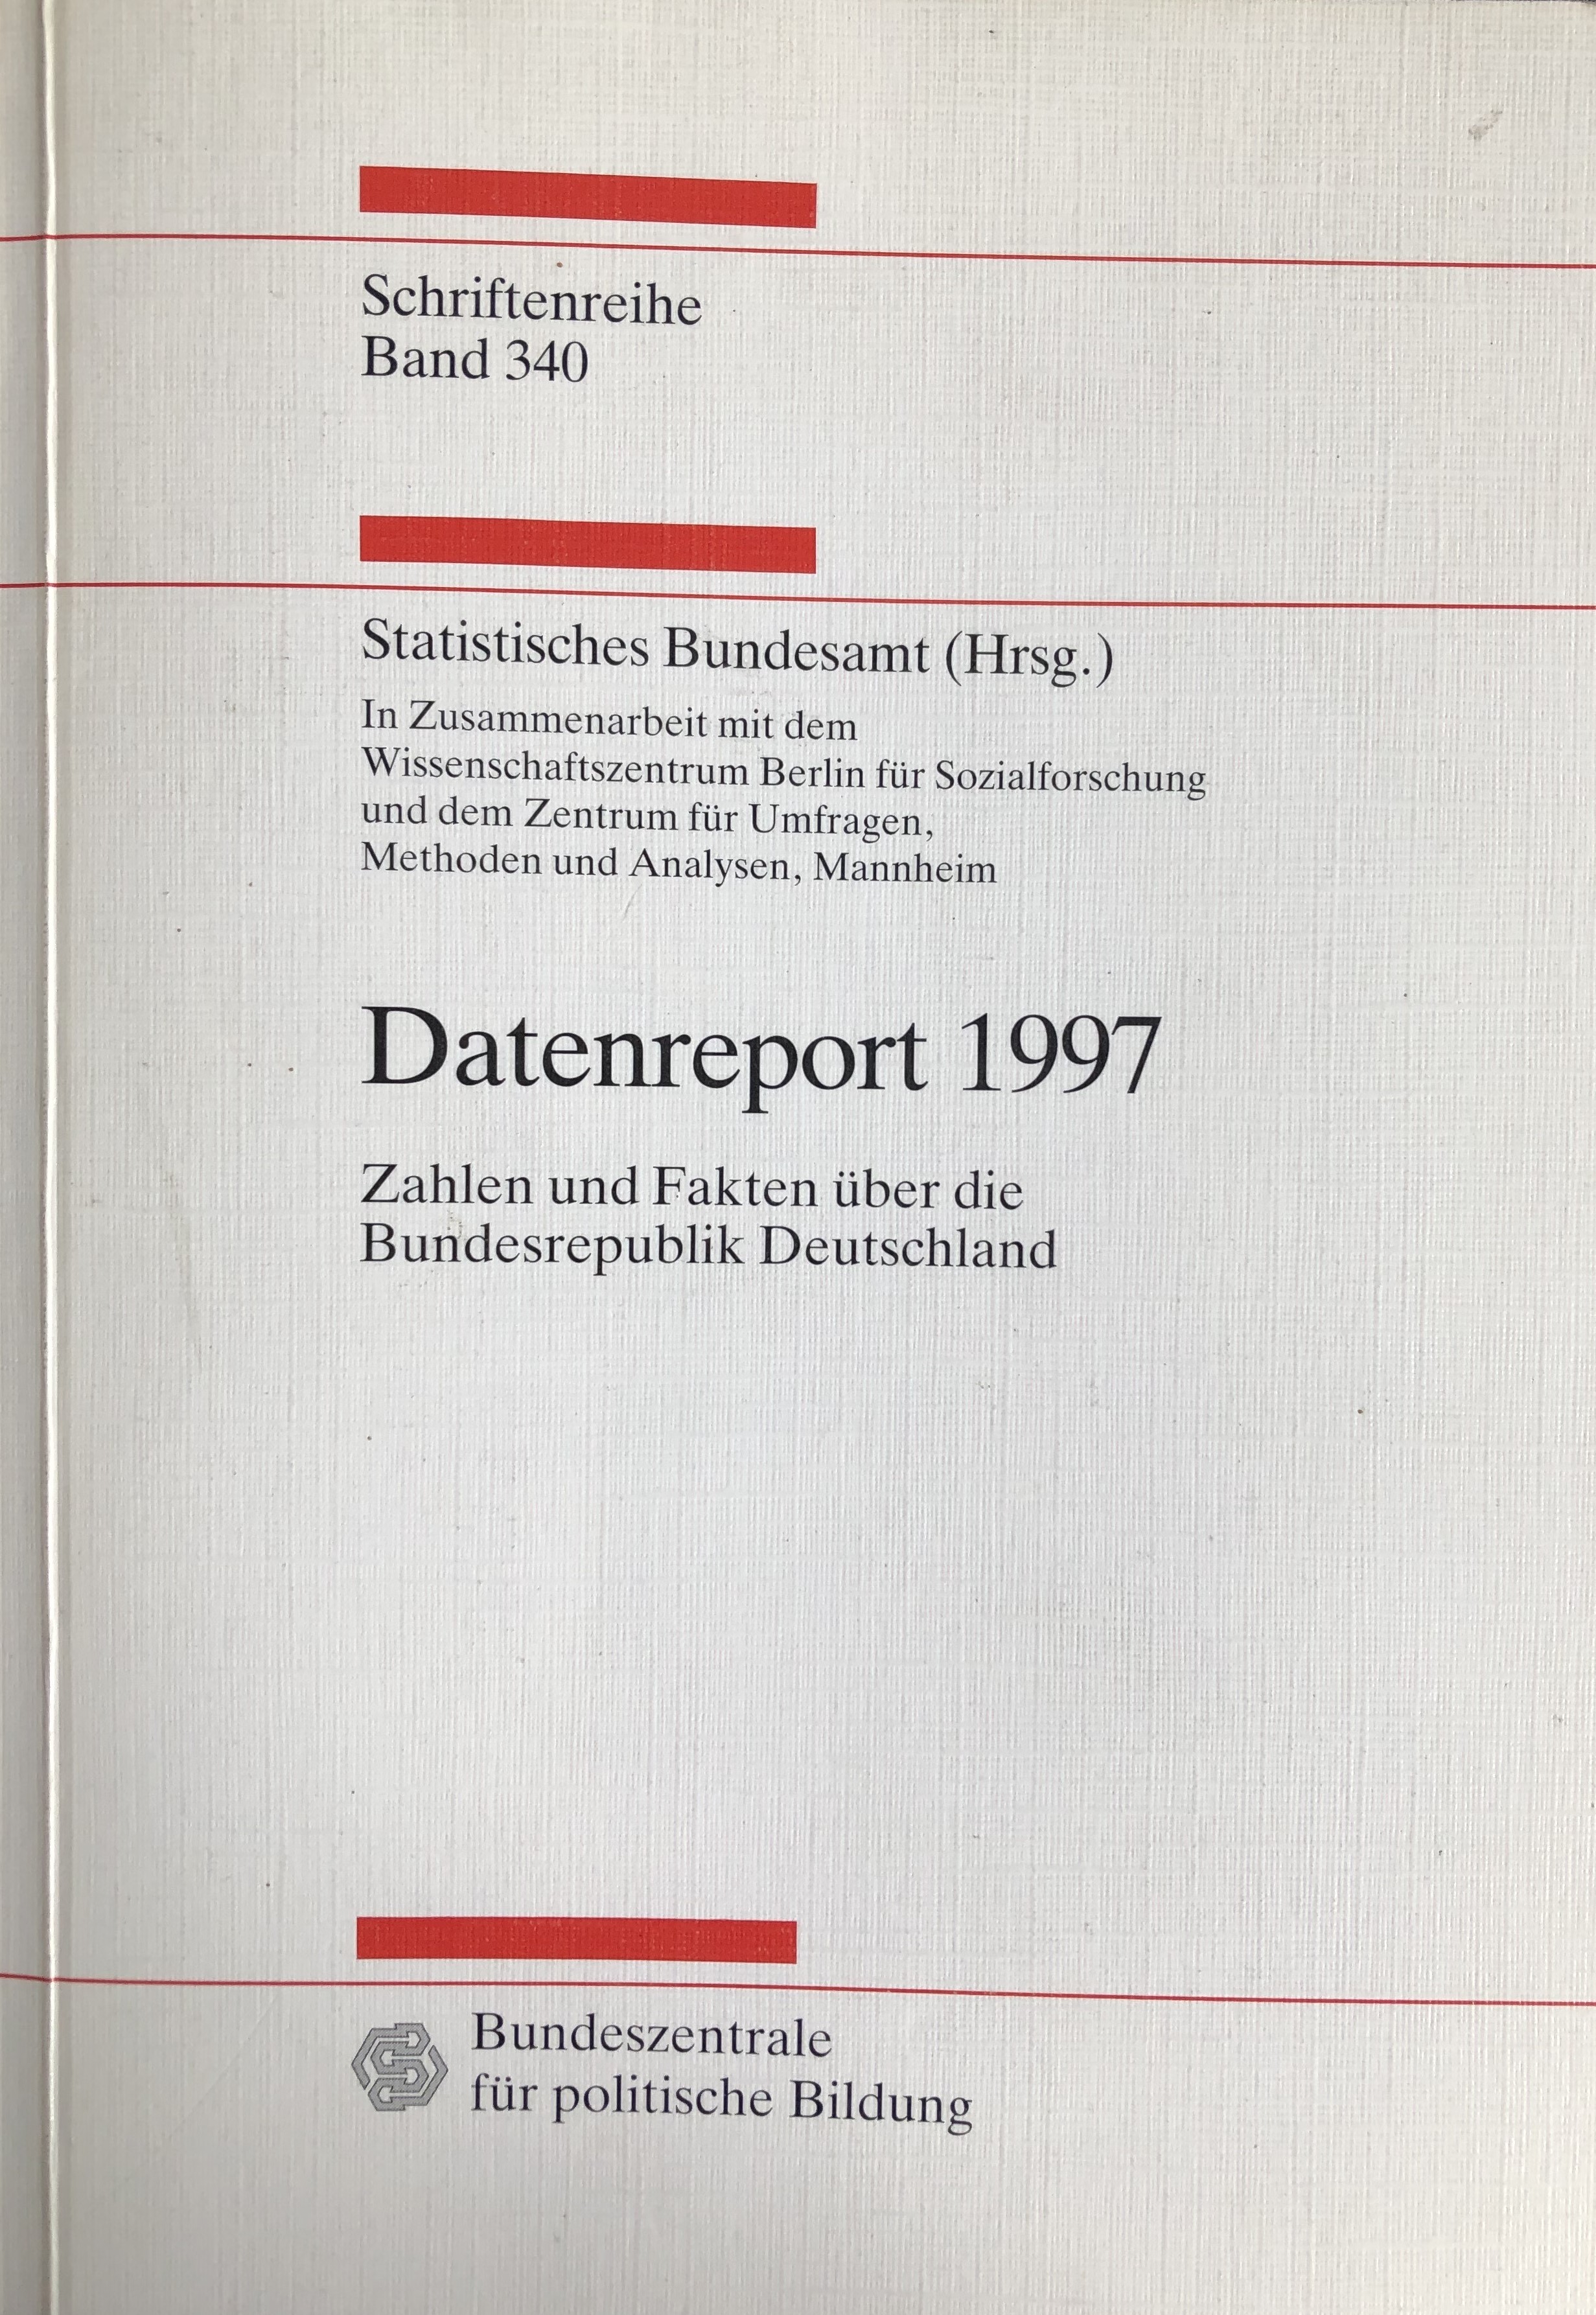 Schriftenreihe
Band 340
Statistisches Bundesamt (Hrsg.)
In Zusammenarbeit mit dem
Wissenschaftszentrum Berlin für Sozialforschung
und dem Zentrum für Umfragen,
Methoden und Analysen, Mannheim
Datenreport 1997
Zahlen und Fakten über die
Bundesrepublik Deutschland
Bundeszentrale
für politische Bildung